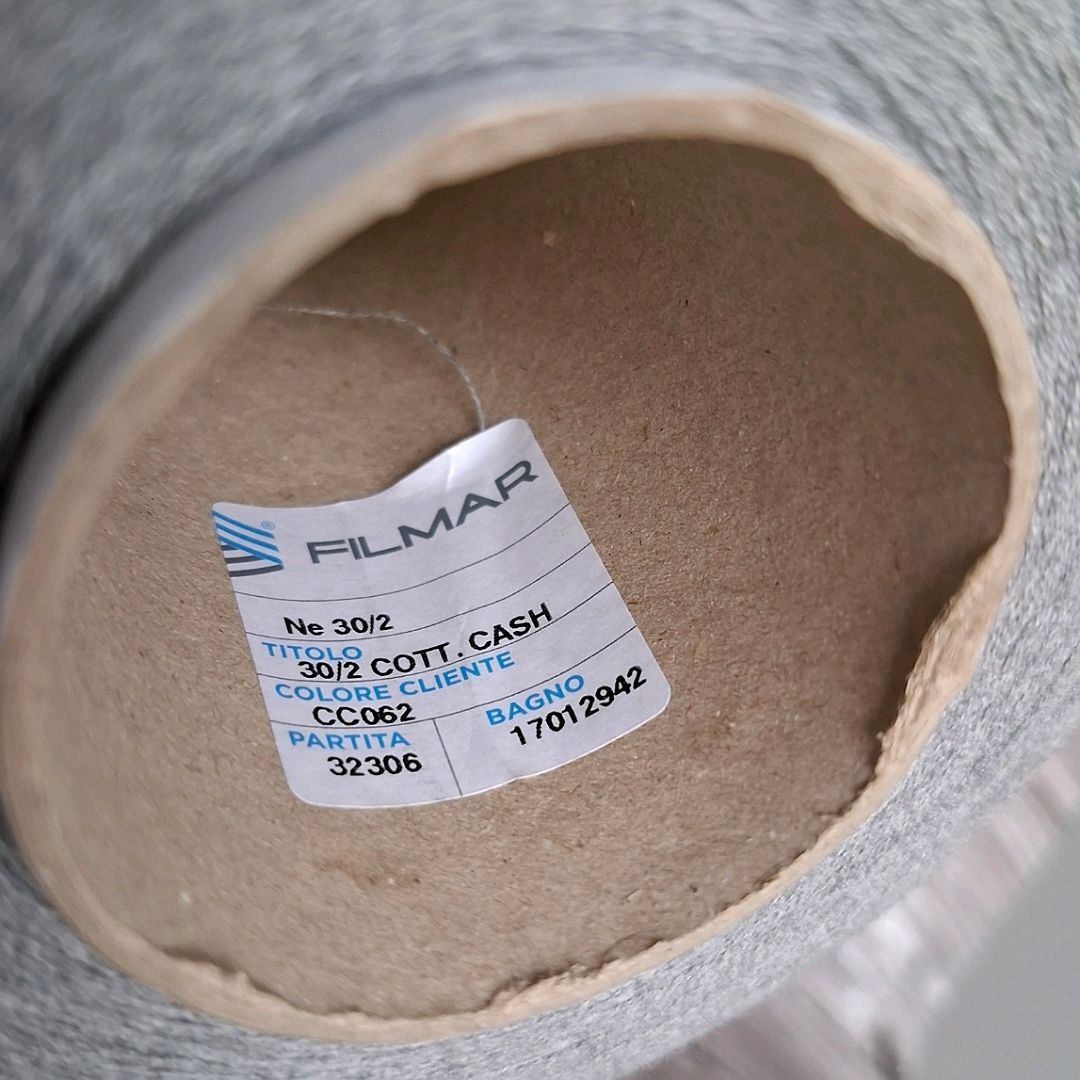 FILMAR®
Ne 30/2
TITOLO
30/2 COTT. CASH
COLORE CLIENTE
CC062
PARTITA
32306
BAGNO
17012942